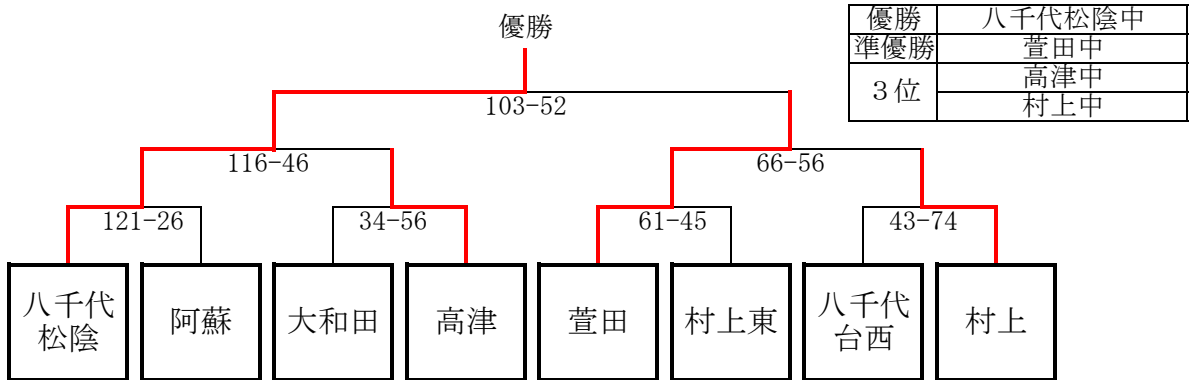 優勝
優勝 八千代松陰中
準優勝 萱田中
３位 高津中
村上中
103-52
116-46 66-56
121-26 34-56 61-45 43-74
八千代
松陰
阿蘇
大和田
高津
萱田
村上東
八千代
台西
村上